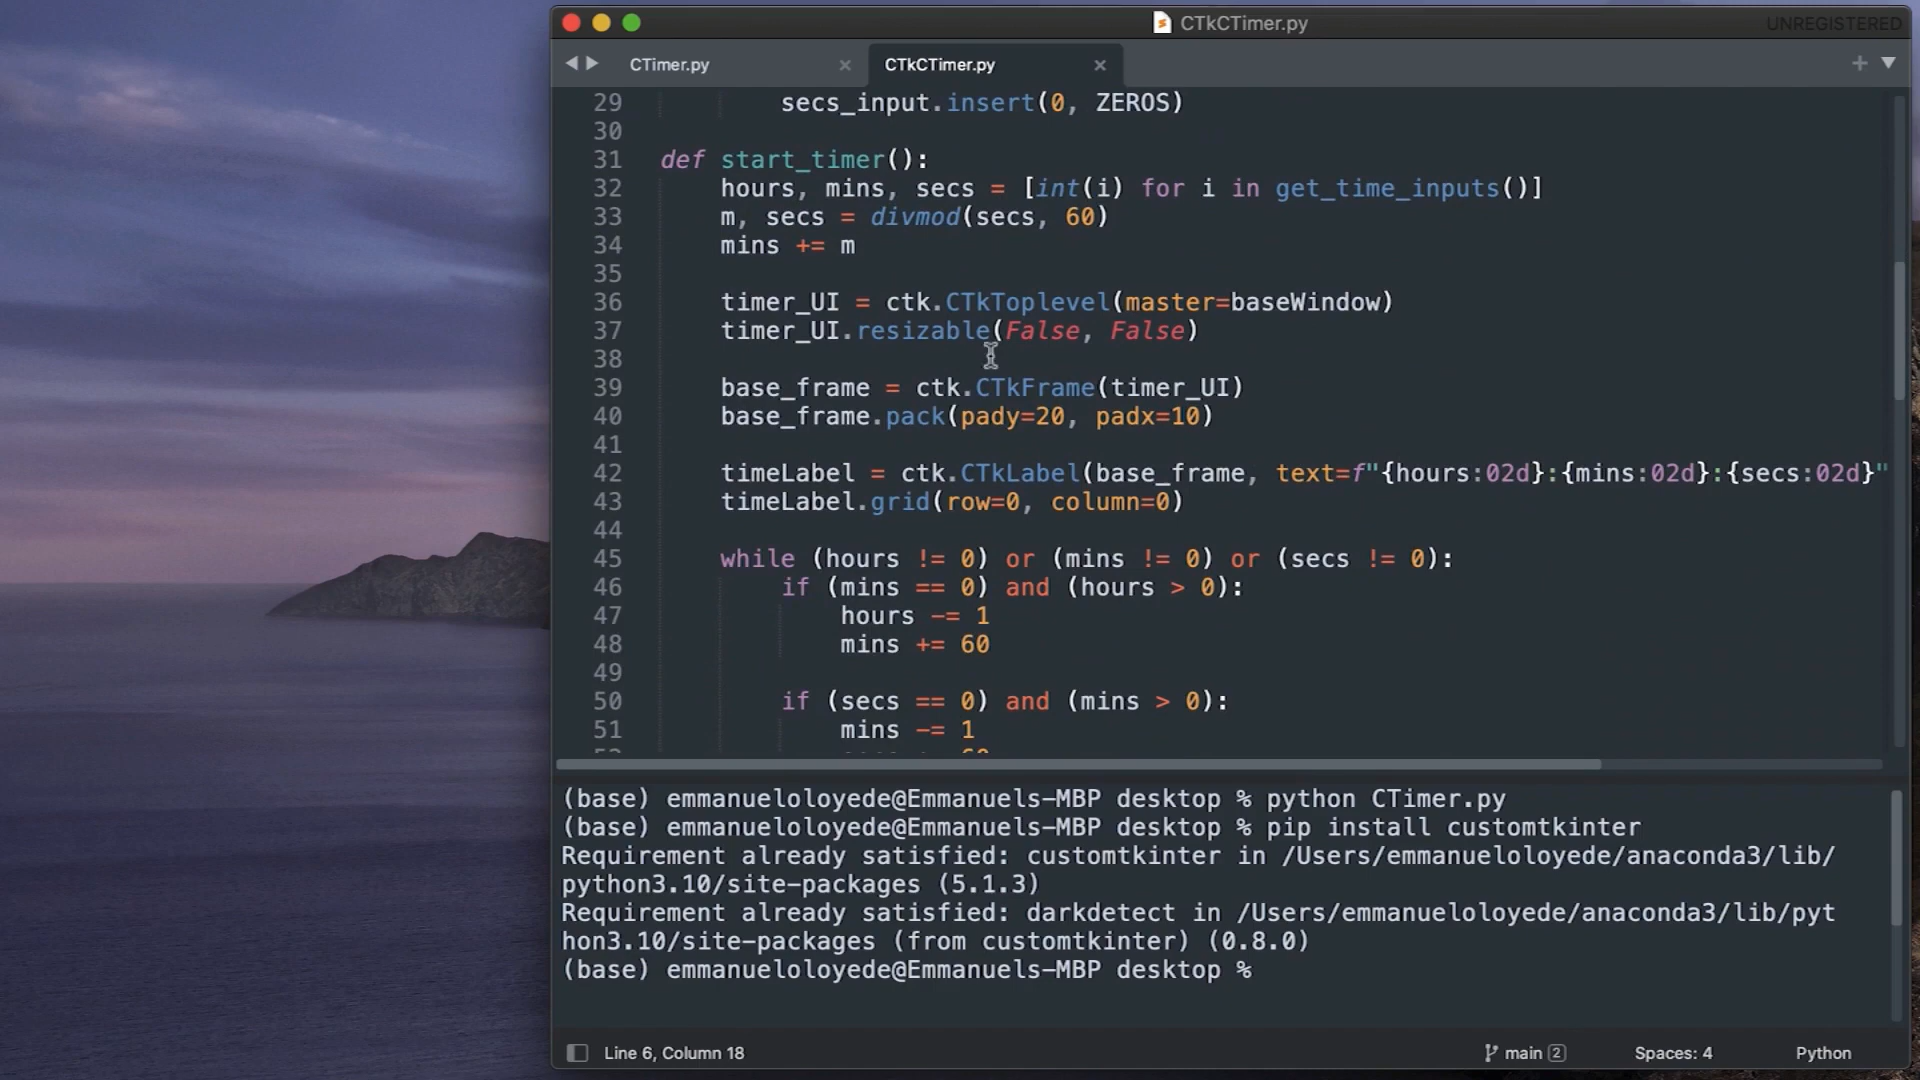 CTkCTimer.py
UNREGISTERED
CTimer.py
CTkCTimer.py
29 secs_input.insert(0, ZEROS)
30
31 def start_timer():
32 hours, mins, secs = [int(i) for i in get_time_inputs()]
33 m, secs = divmod(secs, 60)
34 mins += m
35
36 timer_UI = ctk.CTkToplevel(master=baseWindow)
37 timer_UI.resizable(False, False)
38
39 base_frame = ctk.CTkFrame(timer_UI)
40 base_frame.pack(pady=20, padx=10)
41
42 timeLabel = ctk.CTkLabel(base_frame, text=f"{hours:02d}:{mins:02d}:{secs:02d}"
43 timeLabel.grid(row=0, column=0)
44
45 while (hours != 0) or (mins != 0) or (secs != 0):
46 if (mins == 0) and (hours > 0):
47 hours -= 1
48 mins += 60
49
50 if (secs == 0) and (mins > 0):
51 mins -= 1
(base) emmanueloloyede@Emmanuels-MBP desktop % python CTimer.py
(base) emmanueloloyede@Emmanuels-MBP desktop % pip install customtkinter
Requirement already satisfied: customtkinter in /Users/emmanueloloyede/anaconda3/lib/
python3.10/site-packages (5.1.3)
Requirement already satisfied: darkdetect in /Users/emmanueloloyede/anaconda3/lib/pyt
hon3.10/site-packages (from customtkinter) (0.8.0)
(base) emmanueloloyede@Emmanuels-MBP desktop %
Line 6, Column 18
main 2
Spaces: 4
Python